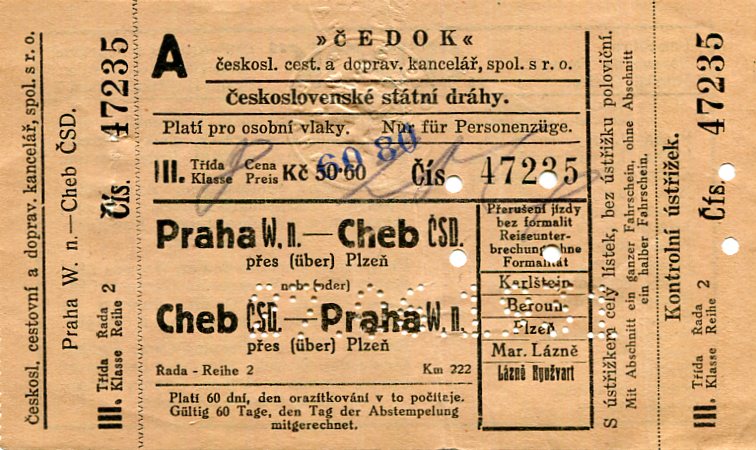 Českosl. cestovní a doprav. kancelář, spol. s r. o.
Praha W. n.—Cheb ČSD.
III. Třída Řada 2
Klasse Reihe 2
Čís. 47235
A
»ČEDOK«
českosl. cest. a doprav. kancelář, spol. s r. o.
Československé státní dráhy.
Platí pro osobní vlaky. Nur für Personenzüge.
III. Třída Cena Kč 50·60
Klasse Preis
60 80
Čís 47235
Praha W. n.— Cheb ČSD.
přes (über) Plzeň
nebo (oder)
Cheb ČSD.— Praha W. n.
přes (über) Plzeň
Řada - Reihe 2 Km 222
Platí 60 dní, den orazítkování v to počítaje.
Gültig 60 Tage, den Tag der Abstempelung
mitgerechnet.
Přerušení jízdy
bez formalit
Reiseunter-
brechung ohne
Formalität
Karlštein
Beroun
Plzeň
Mar. Lázně
Lázně Kynžvart
S ústřižkem celý lístek, bez ústřižku poloviční.
Mit Abschnitt ein ganzer Fahrschein, ohne Abschnitt
ein halber Fahrschein.
Kontrolní ústřižek.
III. Třída Řada 2
Klasse Reihe 2
Čís. 47235